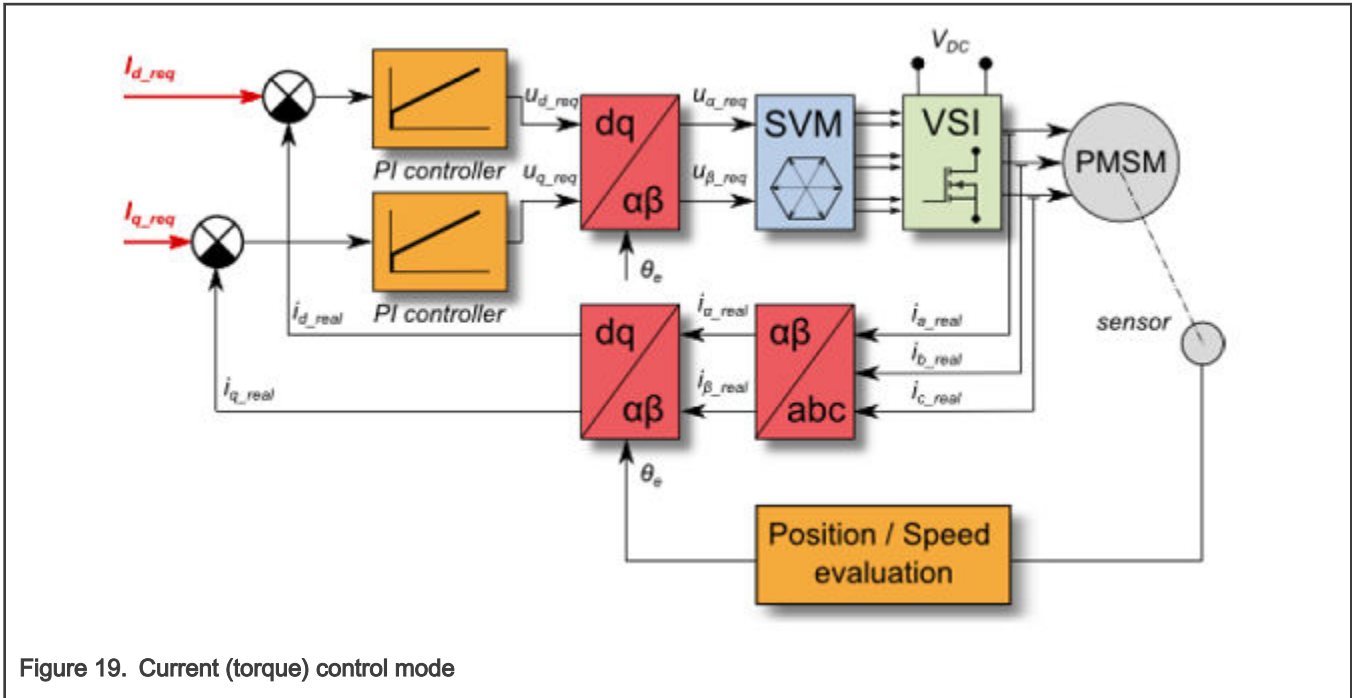 V_DC
I_d_req
u_d_req
u_α_req
dq
αβ
SVM
VSI
PMSM
PI controller
u_q_req
u_β_req
I_q_req
θ_e
i_d_real
PI controller
i_α_real
i_a_real
sensor
dq
αβ
αβ
abc
i_b_real
i_q_real
i_β_real
i_c_real
θ_e
Position / Speed
evaluation
Figure 19. Current (torque) control mode